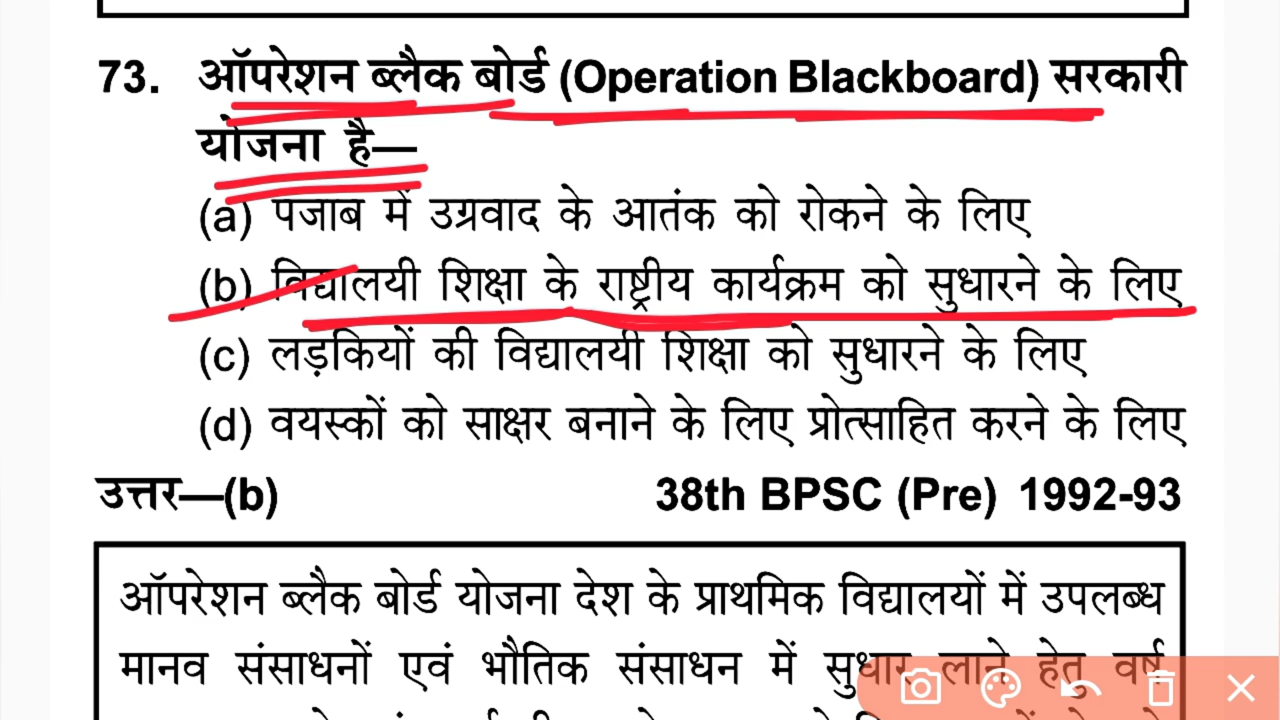 73. ऑपरेशन ब्लैक बोर्ड (Operation Blackboard) सरकारी
योजना है—
(a) पजाब में उग्रवाद के आतंक को रोकने के लिए
(b) विद्यालयी शिक्षा के राष्ट्रीय कार्यक्रम को सुधारने के लिए
(c) लड़कियों की विद्यालयी शिक्षा को सुधारने के लिए
(d) वयस्कों को साक्षर बनाने के लिए प्रोत्साहित करने के लिए
उत्तर—(b) 38th BPSC (Pre) 1992-93
ऑपरेशन ब्लैक बोर्ड योजना देश के प्राथमिक विद्यालयों में उपलब्ध
मानव संसाधनों एवं भौतिक संसाधन में सुधार लाने हेतु वर्ष